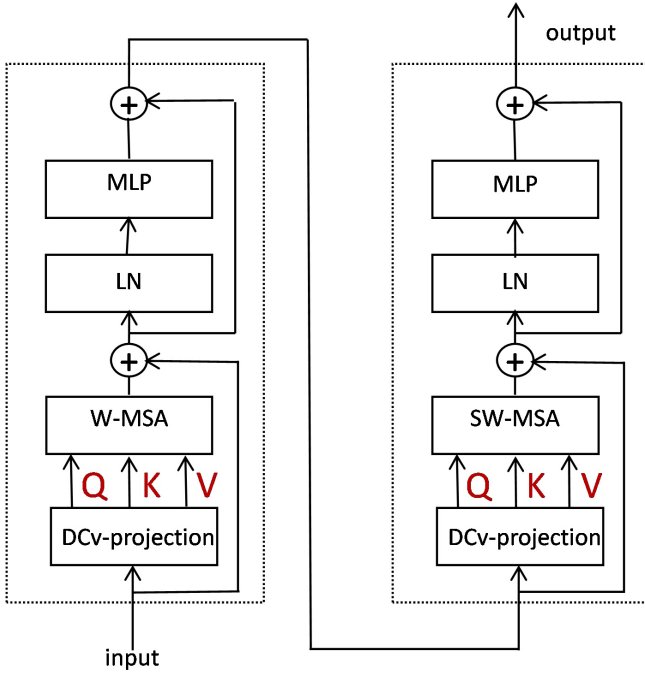 output
MLP
LN
W-MSA
Q K V
DCv-projection
input
MLP
LN
SW-MSA
Q K V
DCv-projection